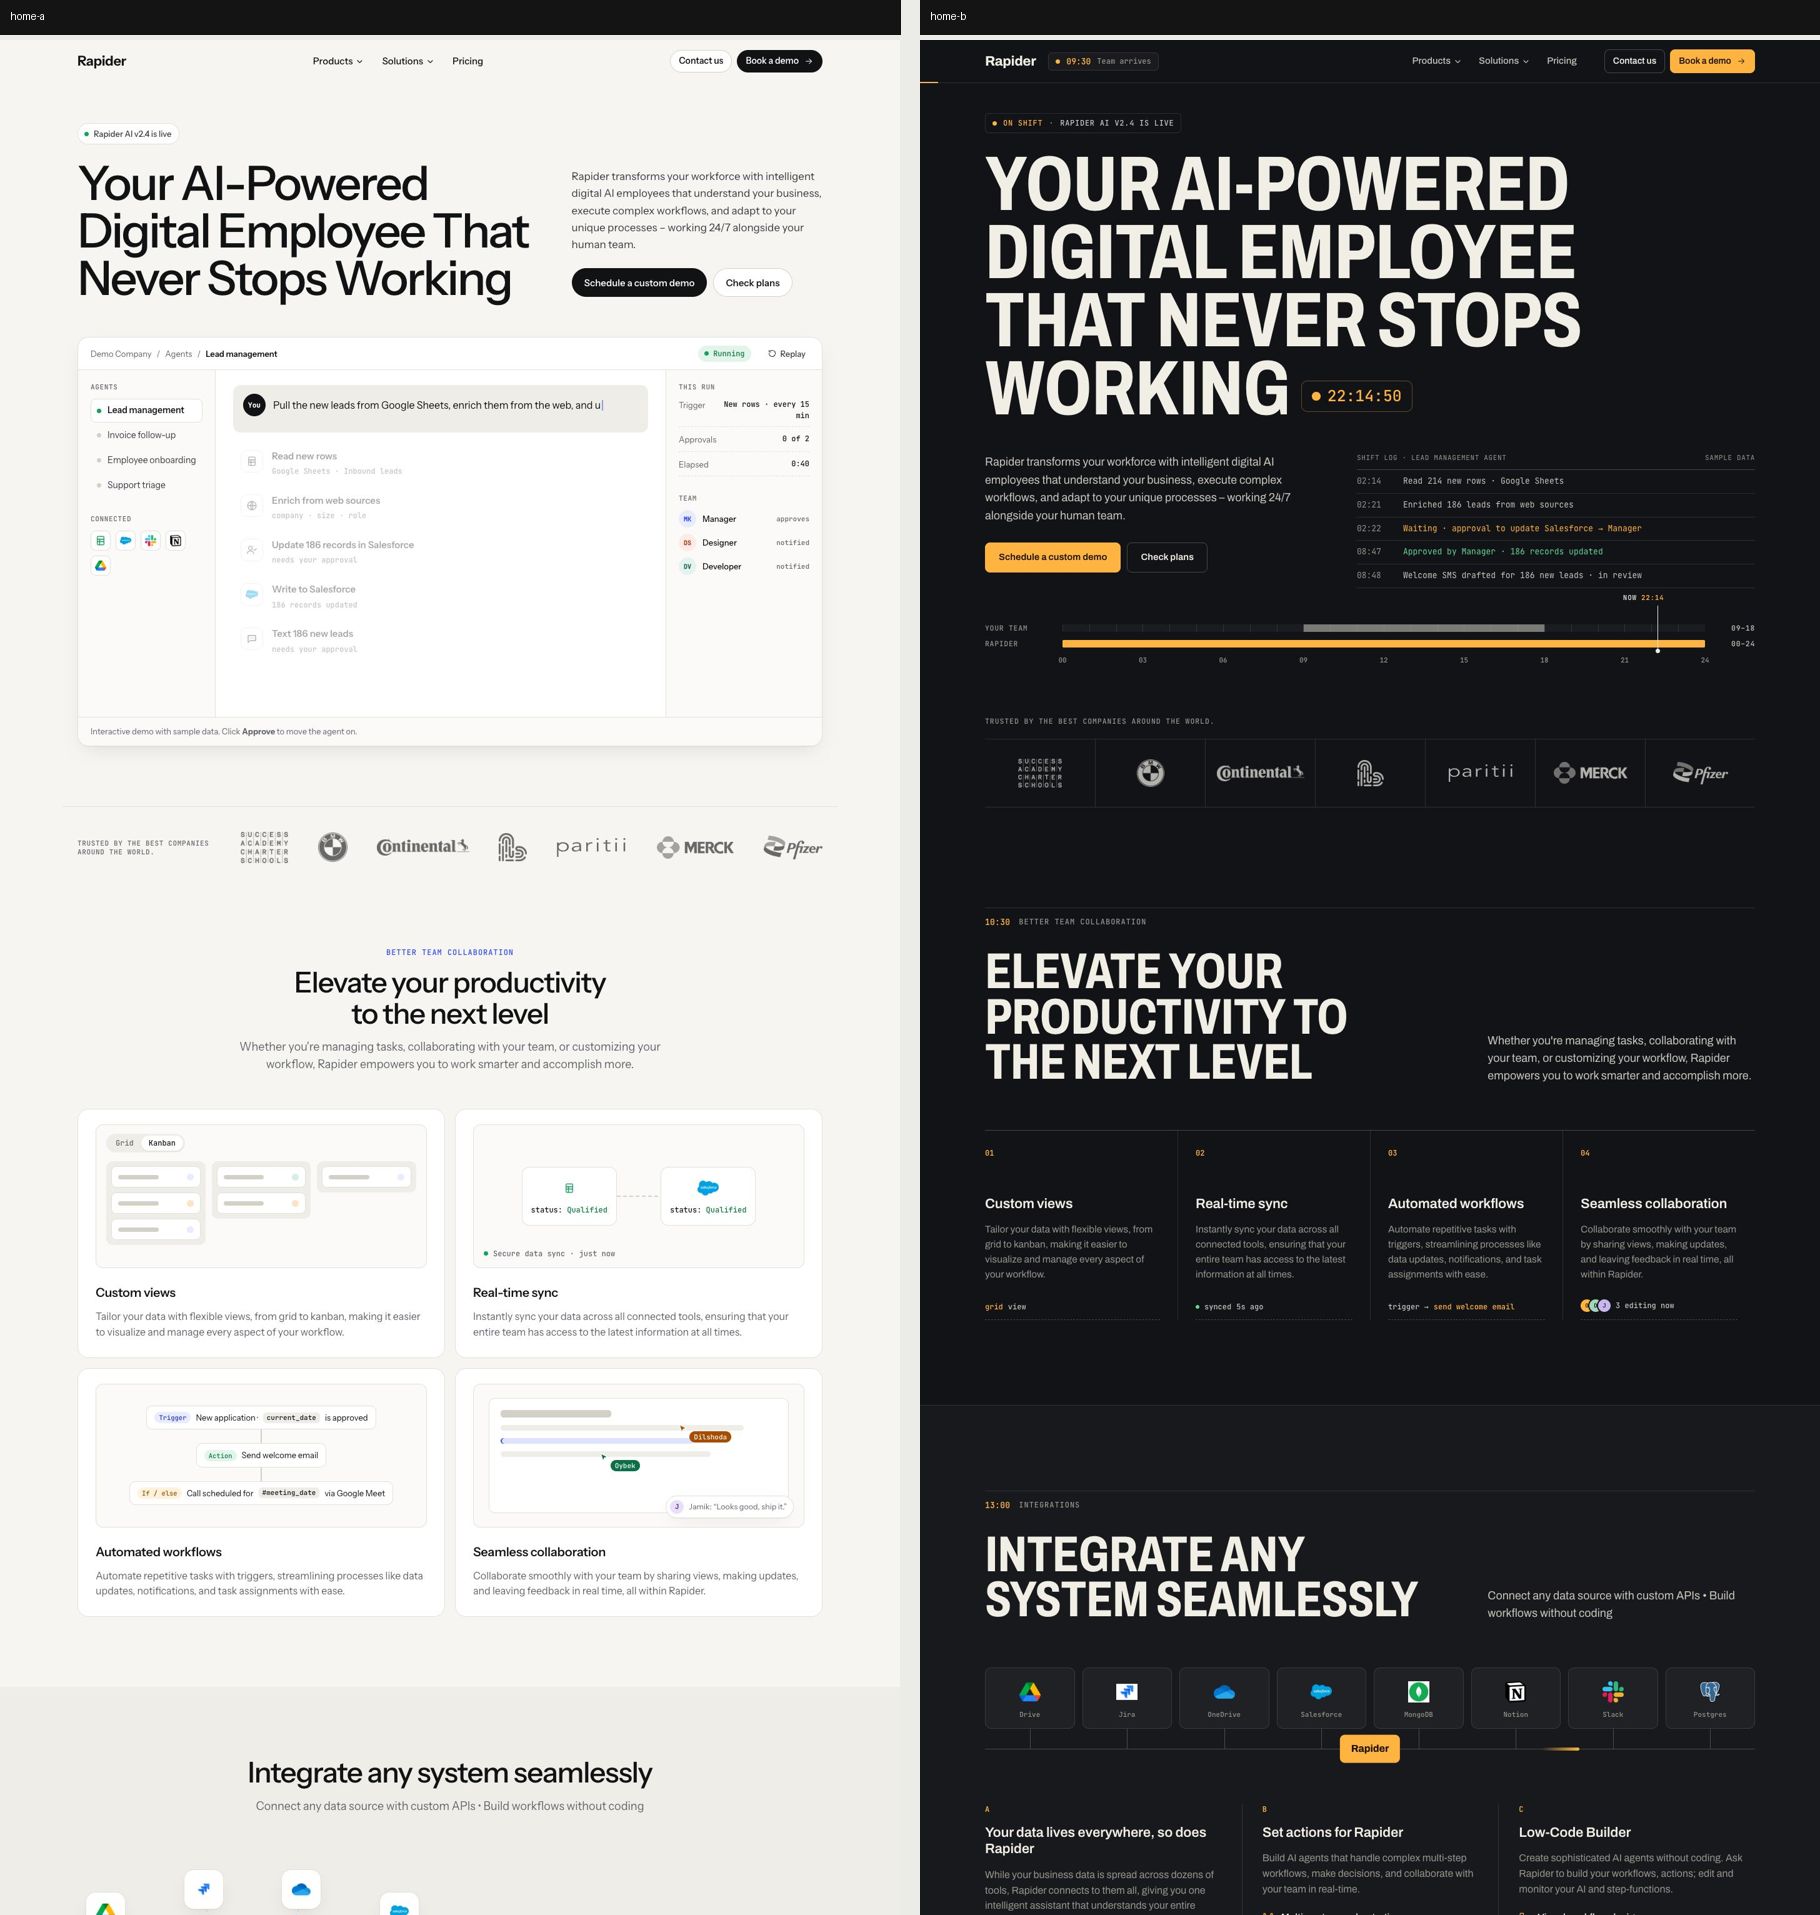 home-a
Rapider
Products
Solutions
Pricing
Contact us
Book a demo →
Rapider AI v2.4 is live
Your AI-Powered
Digital Employee That
Never Stops Working
Rapider transforms your workforce with intelligent
digital AI employees that understand your business,
execute complex workflows, and adapt to your
unique processes – working 24/7 alongside your
human team.
Schedule a custom demo
Check plans
Demo Company / Agents / Lead management
Running
Replay
AGENTS
Lead management
Invoice follow-up
Employee onboarding
Support triage
CONNECTED
You
Pull the new leads from Google Sheets, enrich them from the web, and u
Read new rows
Google Sheets · Inbound leads
Enrich from web sources
company · size · role
Update 186 records in Salesforce
needs your approval
Write to Salesforce
186 records updated
Text 186 new leads
needs your approval
THIS RUN
Trigger New rows · every 15
min
Approvals 0 of 2
Elapsed 0:40
TEAM
MK Manager approves
DS Designer notified
DV Developer notified
Interactive demo with sample data. Click Approve to move the agent on.
TRUSTED BY THE BEST COMPANIES
AROUND THE WORLD.
SUCCESS
ACADEMY
CHARTER
SCHOOLS
BMW
Continental
paritii
MERCK
Pfizer
BETTER TEAM COLLABORATION
Elevate your productivity
to the next level
Whether you're managing tasks, collaborating with your team, or customizing your
workflow, Rapider empowers you to work smarter and accomplish more.
Grid Kanban
Custom views
Tailor your data with flexible views, from grid to kanban, making it easier
to visualize and manage every aspect of your workflow.
status: Qualified
salesforce
status: Qualified
Secure data sync · just now
Real-time sync
Instantly sync your data across all connected tools, ensuring that your
entire team has access to the latest information at all times.
Trigger New application · current_date is approved
Action Send welcome email
If / else Call scheduled for #meeting_date via Google Meet
Automated workflows
Automate repetitive tasks with triggers, streamlining processes like data
updates, notifications, and task assignments with ease.
Dilshoda
Oybek
J Jamik: "Looks good, ship it."
Seamless collaboration
Collaborate smoothly with your team by sharing views, making updates,
and leaving feedback in real time, all within Rapider.
Integrate any system seamlessly
Connect any data source with custom APIs • Build workflows without coding
home-b
Rapider
09:30 Team arrives
Products
Solutions
Pricing
Contact us
Book a demo →
ON SHIFT · RAPIDER AI V2.4 IS LIVE
YOUR AI-POWERED
DIGITAL EMPLOYEE
THAT NEVER STOPS
WORKING
22:14:50
Rapider transforms your workforce with intelligent digital AI
employees that understand your business, execute complex
workflows, and adapt to your unique processes – working 24/7
alongside your human team.
Schedule a custom demo
Check plans
SHIFT LOG · LEAD MANAGEMENT AGENT SAMPLE DATA
02:14 Read 214 new rows · Google Sheets
02:21 Enriched 186 leads from web sources
02:22 Waiting · approval to update Salesforce → Manager
08:47 Approved by Manager · 186 records updated
08:48 Welcome SMS drafted for 186 new leads · in review
NOW 22:14
YOUR TEAM 09–18
RAPIDER 00–24
00 03 06 09 12 15 18 21 24
TRUSTED BY THE BEST COMPANIES AROUND THE WORLD.
SUCCESS
ACADEMY
CHARTER
SCHOOLS
BMW
Continental
paritii
MERCK
Pfizer
10:30 BETTER TEAM COLLABORATION
ELEVATE YOUR
PRODUCTIVITY TO
THE NEXT LEVEL
Whether you're managing tasks, collaborating with
your team, or customizing your workflow, Rapider
empowers you to work smarter and accomplish more.
01
Custom views
Tailor your data with flexible views, from
grid to kanban, making it easier to
visualize and manage every aspect of
your workflow.
grid view
02
Real-time sync
Instantly sync your data across all
connected tools, ensuring that your
entire team has access to the latest
information at all times.
synced 5s ago
03
Automated workflows
Automate repetitive tasks with
triggers, streamlining processes like
data updates, notifications, and task
assignments with ease.
trigger → send welcome email
04
Seamless collaboration
Collaborate smoothly with your team
by sharing views, making updates,
and leaving feedback in real time, all
within Rapider.
J 3 editing now
13:00 INTEGRATIONS
INTEGRATE ANY
SYSTEM SEAMLESSLY
Connect any data source with custom APIs • Build
workflows without coding
Drive
Jira
OneDrive
Salesforce
MongoDB
Notion
Slack
Postgres
Rapider
A
Your data lives everywhere, so does
Rapider
While your business data is spread across dozens of
tools, Rapider connects to them all, giving you one
intelligent assistant that understands your entire
B
Set actions for Rapider
Build AI agents that handle complex multi-step
workflows, make decisions, and collaborate with
your team in real-time.
C
Low-Code Builder
Create sophisticated AI agents without coding. Ask
Rapider to build your workflows, actions; edit and
monitor your AI and step-functions.